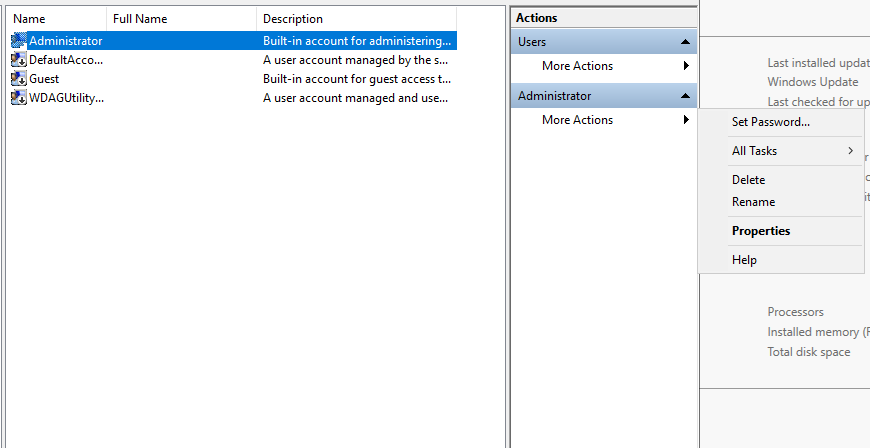 Name Full Name Description
Administrator Built-in account for administering...
DefaultAcco... A user account managed by the s...
Guest Built-in account for guest access t...
WDAGUtility... A user account managed and use...
Actions
Users
More Actions
Administrator
More Actions
Set Password...
All Tasks
Delete
Rename
Properties
Help
Last installed updat
Windows Update
Last checked for up
Processors
Installed memory (R
Total disk space